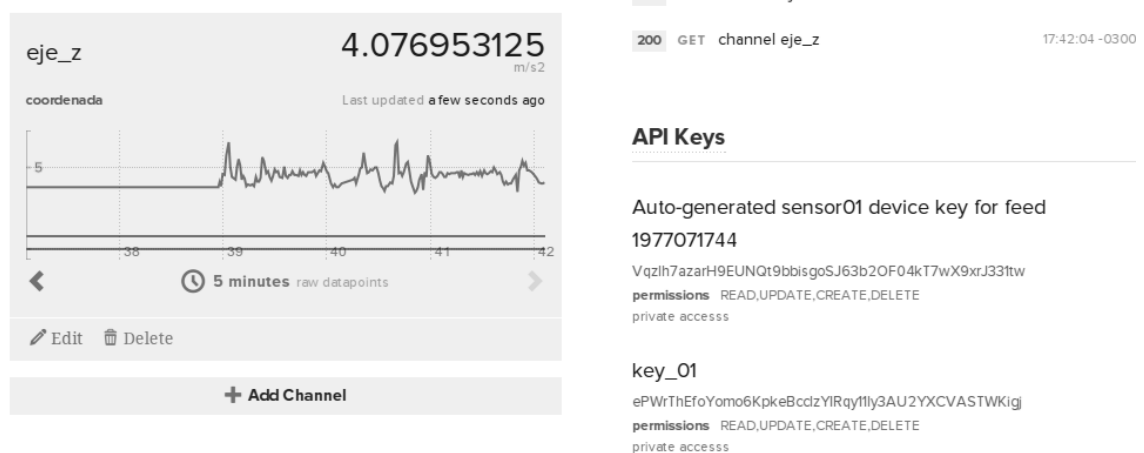 eje_z
4.076953125
m/s2
coordenada
Last updated a few seconds ago
5
38 39 40 41 42
5 minutes raw datapoints
Edit Delete
Add Channel
200 GET channel eje_z 17:42:04 -0300
API Keys
Auto-generated sensor01 device key for feed
1977071744
permissions READ,UPDATE,CREATE,DELETE
private accesss
key_01
permissions READ,UPDATE,CREATE,DELETE
private accesss